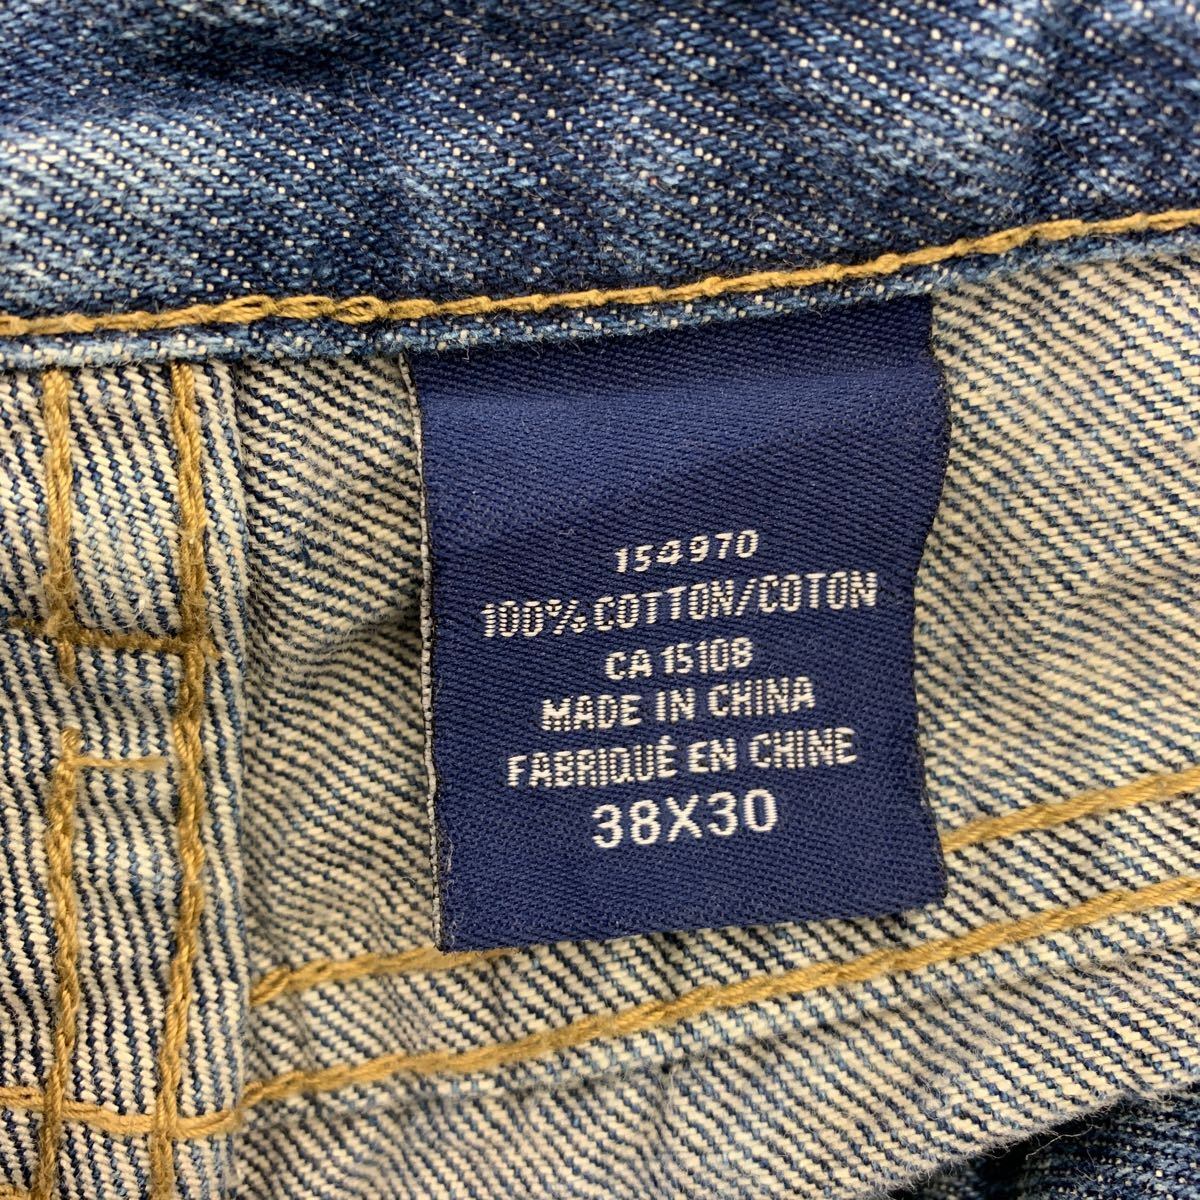 154970
100% COTTON/COTON
CA 15108
MADE IN CHINA
FABRIQUÉ EN CHINE
38X30